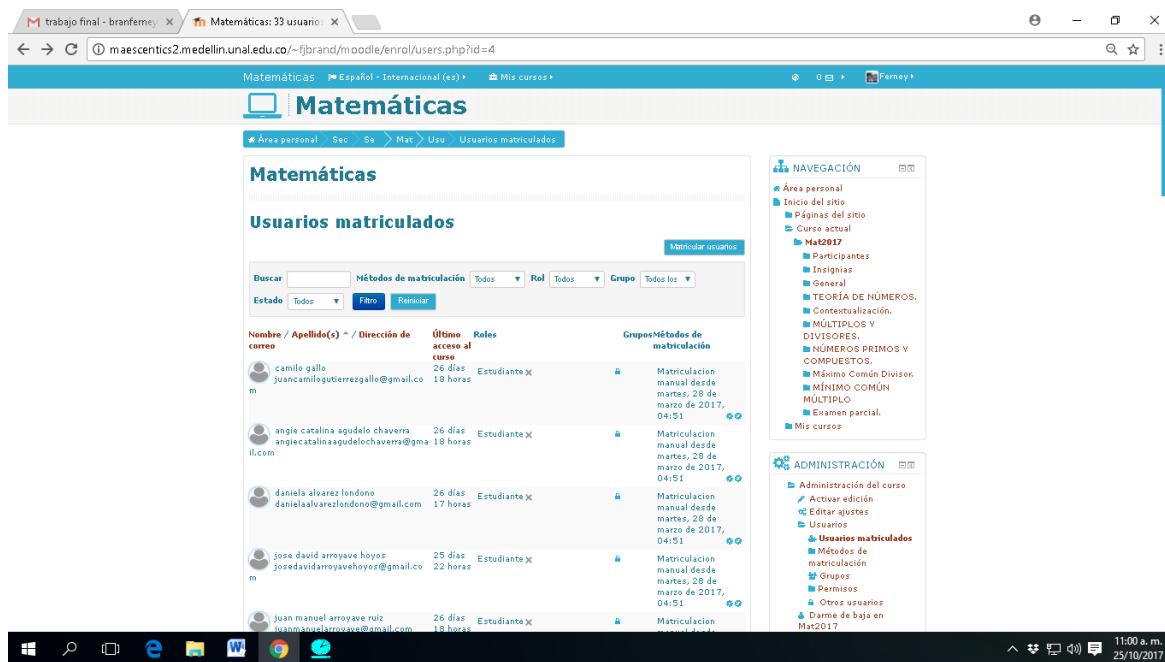 trabajo final - branferney
Matemáticas: 33 usuario
maescentics2.medellin.unal.edu.co/~fjbrand/moodle/enrol/users.php?id=4
Matemáticas Español - Internacional (es) Mis cursos 0 Ferney
Matemáticas
Área personal Sec Se Mat Usu Usuarios matriculados
Matemáticas
Usuarios matriculados
Matricular usuarios
Buscar Métodos de matriculación Todos Rol Todos Grupo Todos los
Estado Todos Filtro Reiniciar
Nombre / Apellido(s) ^ / Dirección de
correo
Último
acceso al
curso
Roles
Grupos
Métodos de
matriculación
camilo gallo
juancamilogutierrezgallo@gmail.co
m
26 días
18 horas
Estudiante
Matriculacion
manual desde
martes, 28 de
marzo de 2017,
04:51
angie catalina agudelo chaverra
angiecatalinaagudelochaverra@gma
il.com
26 días
18 horas
Estudiante
Matriculacion
manual desde
martes, 28 de
marzo de 2017,
04:51
daniela alvarez londono
danielaalvarezlondono@gmail.com
26 días
17 horas
Estudiante
Matriculacion
manual desde
martes, 28 de
marzo de 2017,
04:51
jose david arroyave hoyos
josedavidarroyavehoyos@gmail.co
m
25 días
22 horas
Estudiante
Matriculacion
manual desde
martes, 28 de
marzo de 2017,
04:51
juan manuel arroyave ruiz
juanmanuelarroyave@gmail.com
26 días
18 horas
Estudiante
Matriculacion
manual desde
NAVEGACIÓN
Área personal
Inicio del sitio
Páginas del sitio
Curso actual
Mat2017
Participantes
Insignias
General
TEORÍA DE NÚMEROS.
Contextualización.
MÚLTIPLOS Y
DIVISORES.
NÚMEROS PRIMOS Y
COMPUESTOS.
Máximo Común Divisor.
MÍNIMO COMÚN
MÚLTIPLO
Examen parcial.
Mis cursos
ADMINISTRACIÓN
Administración del curso
Activar edición
Editar ajustes
Usuarios
Usuarios matriculados
Métodos de
matriculación
Grupos
Permisos
Otros usuarios
Darme de baja en
Mat2017
11:00 a. m.
25/10/2017